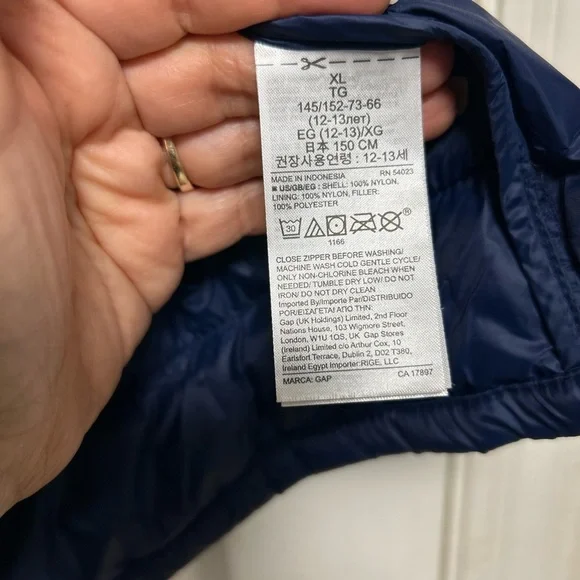 XL
TG
145/152-73-66
(12-13лет)
EG (12-13)/XG
日本 150 CM
권장사용연령 : 12-13세
MADE IN INDONESIA RN 54023
■ US/GB/EG : SHELL: 100% NYLON,
LINING: 100% NYLON, FILLER:
100% POLYESTER
30
®
1166
CLOSE ZIPPER BEFORE WASHING/
MACHINE WASH COLD GENTLE CYCLE/
ONLY NON-CHLORINE BLEACH WHEN
NEEDED/ TUMBLE DRY LOW/ DO NOT
IRON/ DO NOT DRY CLEAN
Imported By/Importe Par/DISTRIBUIDO
POR/ΕΙΣΑΓΕΤΑΙ ΑΠΟ THN:
Gap (UK Holdings) Limited, 2nd Floor
Nations House, 103 Wigmore Street,
London, W1U 1QS, UK Gap Stores
(Ireland) Limited c/o Arthur Cox, 10
Earlsfort Terrace, Dublin 2, D02 T380,
Ireland Egypt Importer:RIGE, LLC
MARCA: GAP CA 17897